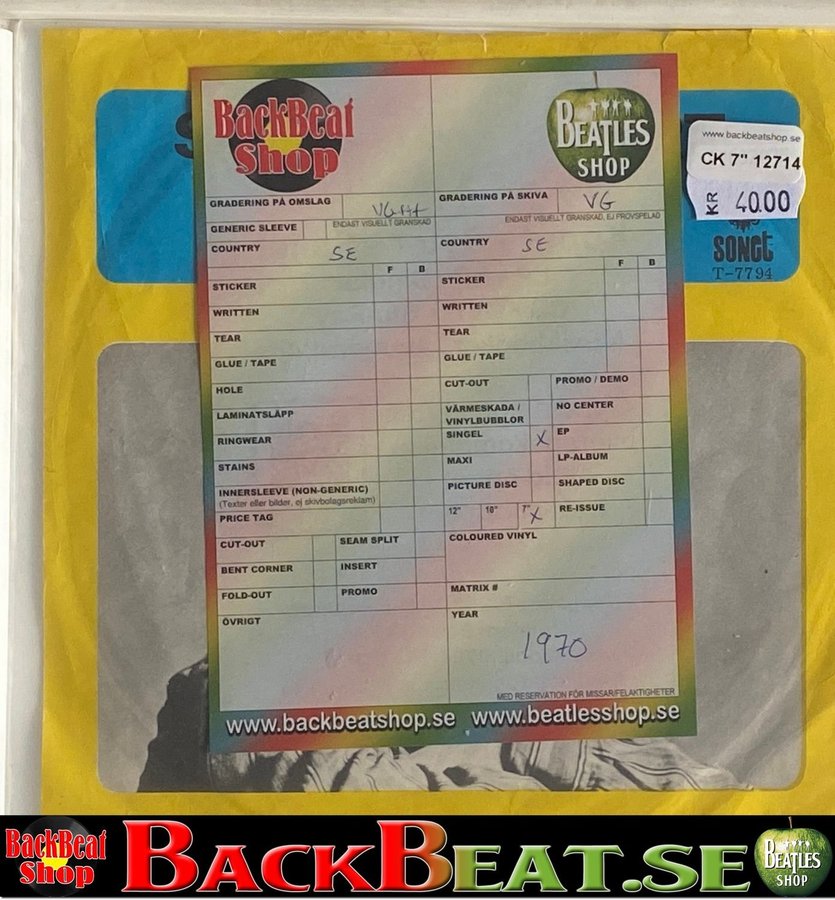 BackBeat
Shop
BEATLES
SHOP
www.backbeatshop.se
CK 7" 12714
KR 40.00
SONET
T-7794
GRADERING PÅ OMSLAG
GRADERING PÅ SKIVA VG
ENDAST VISUELLT GRANSKAD
ENDAST VISUELLT GRANSKAD, EJ PROVSPELAD
GENERIC SLEEVE
COUNTRY SE
COUNTRY SE
F B
F B
STICKER
STICKER
WRITTEN
WRITTEN
TEAR
TEAR
GLUE / TAPE
GLUE / TAPE
HOLE
CUT-OUT
PROMO / DEMO
LAMINATSLÄPP
VÄRMESKADA /
VINYLBUBBLOR
NO CENTER
RINGWEAR
SINGEL X
EP
STAINS
MAXI
LP-ALBUM
INNERSLEEVE (NON-GENERIC)
(Texter eller bilder, ej skivbolagsreklam)
PICTURE DISC
SHAPED DISC
PRICE TAG
12" 10" 7" X
RE-ISSUE
CUT-OUT
SEAM SPLIT
COLOURED VINYL
BENT CORNER
INSERT
FOLD-OUT
PROMO
MATRIX #
ÖVRIGT
YEAR
1970
MED RESERVATION FÖR MISSAR/FELAKTIGHETER
www.backbeatshop.se www.beatlesshop.se
BackBeat
Shop
BACKBEAT.SE
BEATLES
SHOP